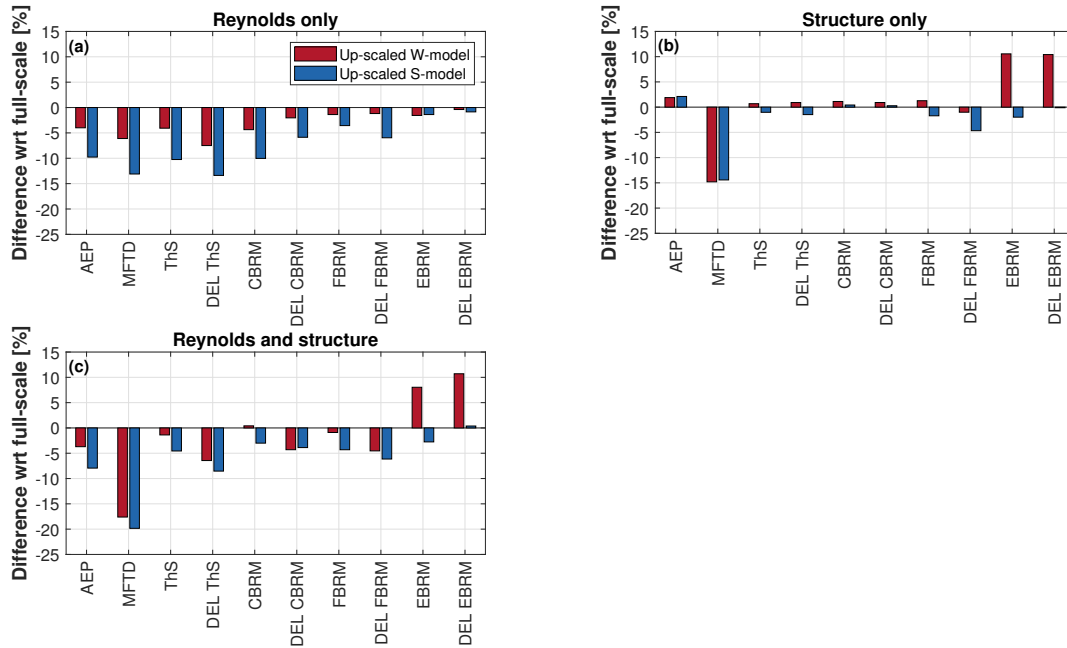 Reynolds only
(a)
Up-scaled W-model
Up-scaled S-model
Difference wrt full-scale [%]
15
10
5
0
-5
-10
-15
-20
-25
AEP
MFTD
ThS
DEL ThS
CBRM
DEL CBRM
FBRM
DEL FBRM
EBRM
DEL EBRM
Structure only
(b)
Difference wrt full-scale [%]
15
10
5
0
-5
-10
-15
-20
-25
AEP
MFTD
ThS
DEL ThS
CBRM
DEL CBRM
FBRM
DEL FBRM
EBRM
DEL EBRM
Reynolds and structure
(c)
Difference wrt full-scale [%]
15
10
5
0
-5
-10
-15
-20
-25
AEP
MFTD
ThS
DEL ThS
CBRM
DEL CBRM
FBRM
DEL FBRM
EBRM
DEL EBRM